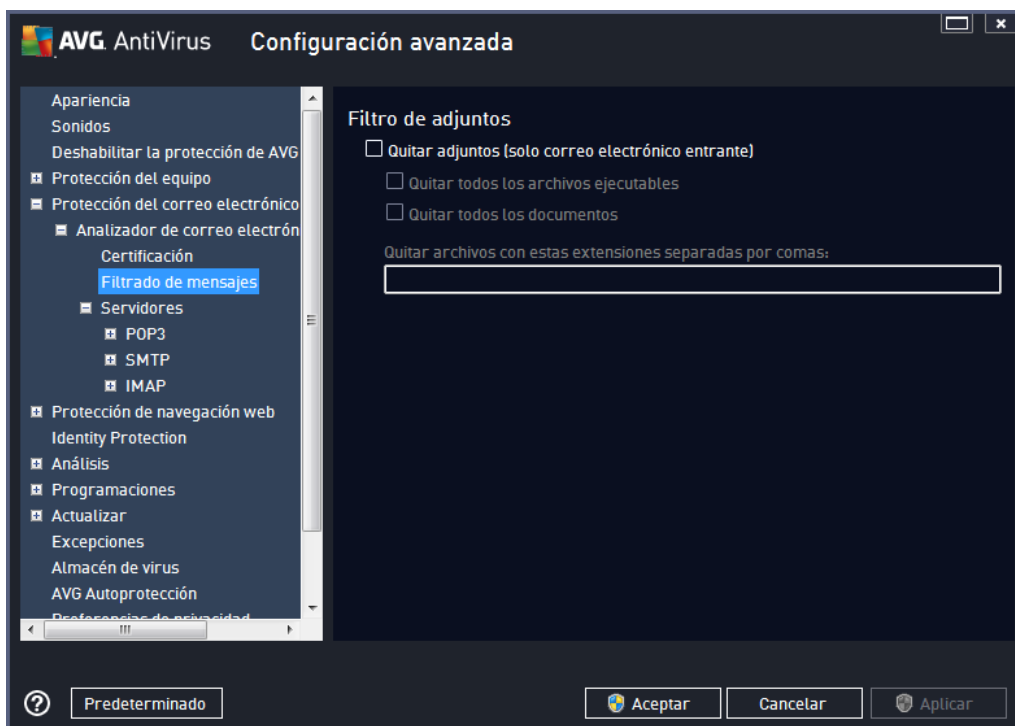 AVG AntiVirus Configuración avanzada
Apariencia
Sonidos
Deshabilitar la protección de AVG
Protección del equipo
Protección del correo electrónico
Analizador de correo electrón
Certificación
Filtrado de mensajes
Servidores
POP3
SMTP
IMAP
Protección de navegación web
Identity Protection
Análisis
Programaciones
Actualizar
Excepciones
Almacén de virus
AVG Autoprotección
Preferencias de privacidad
Filtro de adjuntos
Quitar adjuntos (solo correo electrónico entrante)
Quitar todos los archivos ejecutables
Quitar todos los documentos
Quitar archivos con estas extensiones separadas por comas:
Predeterminado
Aceptar
Cancelar
Aplicar